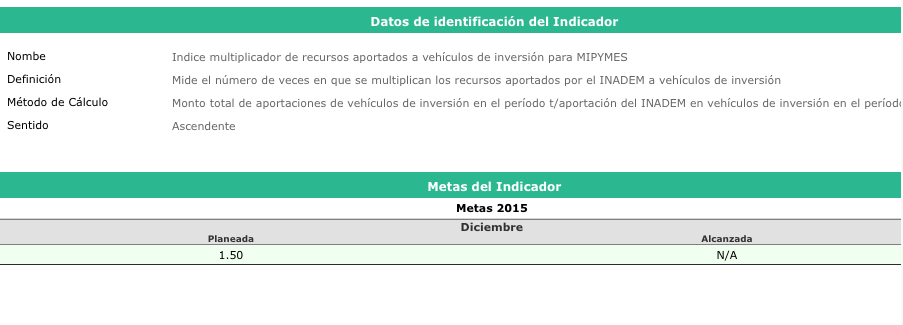 Datos de identificación del Indicador
Nombe Indice multiplicador de recursos aportados a vehículos de inversión para MIPYMES
Definición Mide el número de veces en que se multiplican los recursos aportados por el INADEM a vehículos de inversión
Método de Cálculo Monto total de aportaciones de vehículos de inversión en el período t/aportación del INADEM en vehículos de inversión en el período
Sentido Ascendente
Metas del Indicador
Metas 2015
Diciembre
Planeada Alcanzada
1.50 N/A